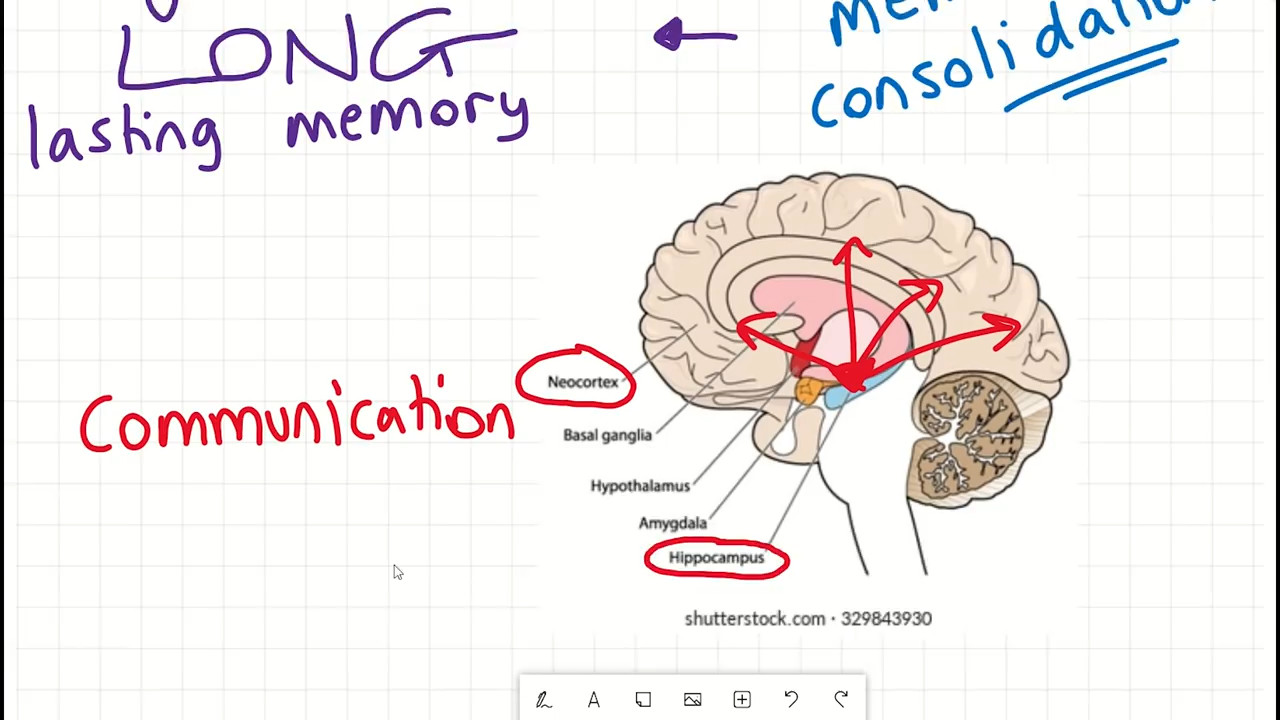 LONG
lasting memory
consolidation
Communication
Neocortex
Basal ganglia
Hypothalamus
Amygdala
Hippocampus
shutterstock.com · 329843930
A